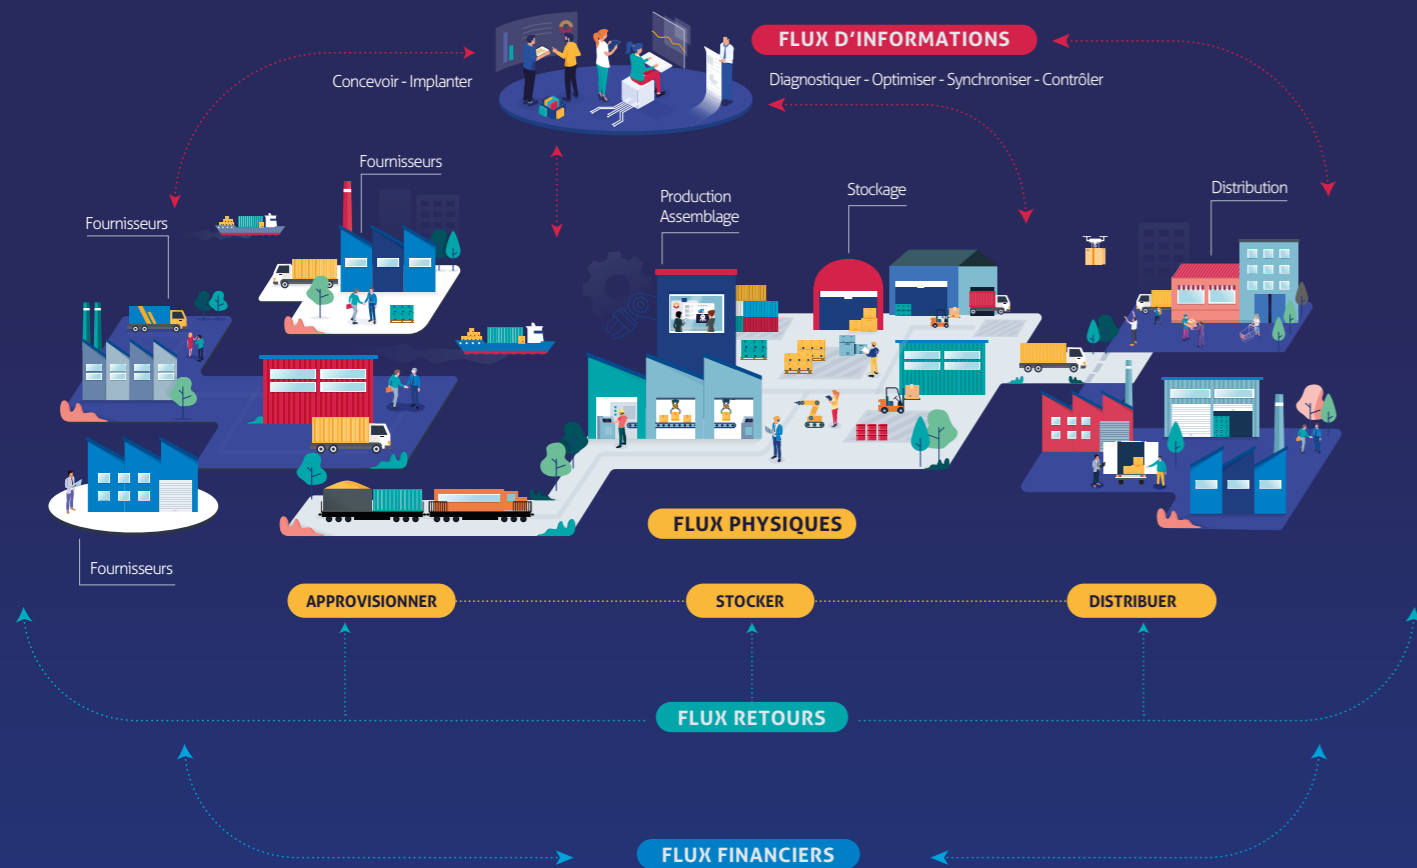 FLUX D'INFORMATIONS
Concevoir - Implanter
Diagnostiquer - Optimiser - Synchroniser - Contrôler
Fournisseurs
Fournisseurs
Production
Assemblage
Stockage
Distribution
Fournisseurs
FLUX PHYSIQUES
APPROVISIONNER
STOCKER
DISTRIBUER
FLUX RETOURS
FLUX FINANCIERS